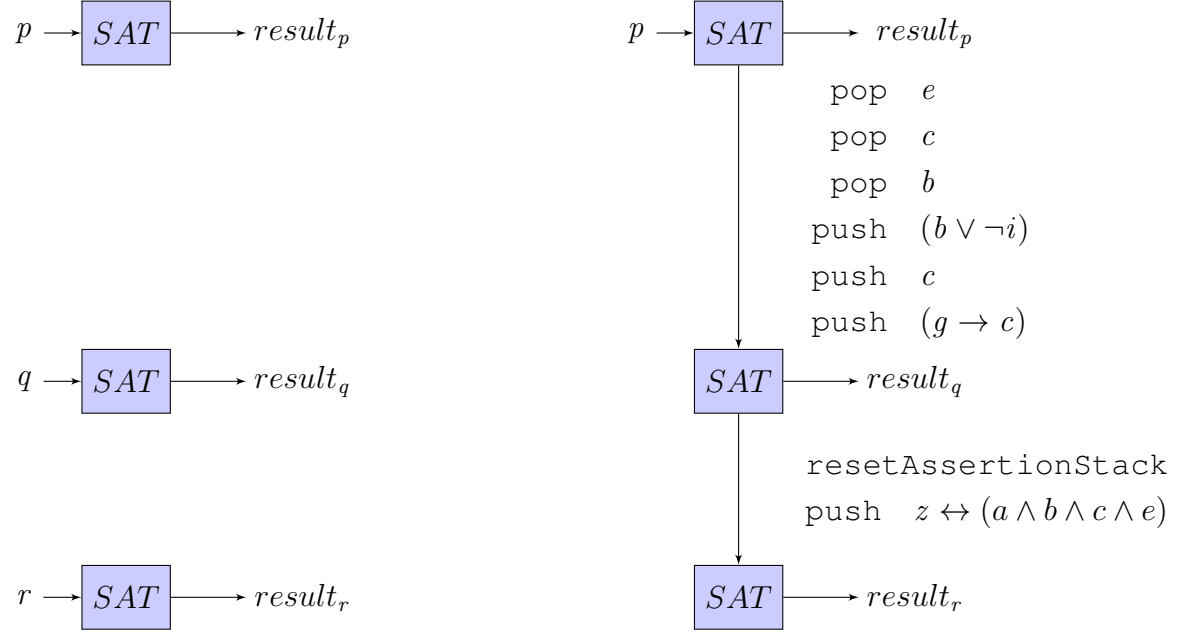 p SAT result_p p SAT result_p
pop e
pop c
pop b
push (b ∨ ¬i)
push c
push (g → c)
q SAT result_q SAT result_q
resetAssertionStack
push z ↔ (a ∧ b ∧ c ∧ e)
r SAT result_r SAT result_r